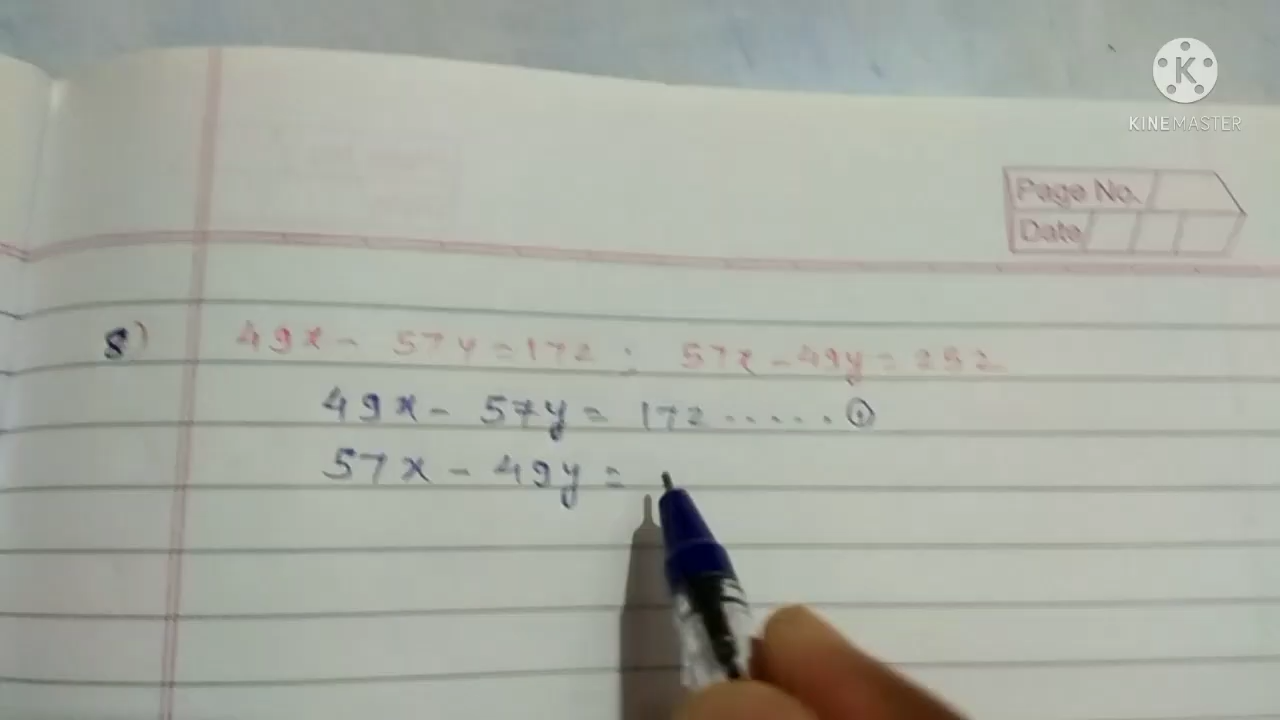 K
KINEMASTER
Page No.
Date
8) 49x - 57y = 172 ; 57x - 49y = 252
49x - 57y = 172 ..... ①
57x - 49y =